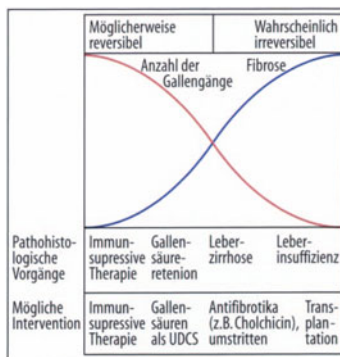 Möglicherweise reversibel
Wahrscheinlich irreversibel
Anzahl der Gallengänge
Fibrose
Pathohisto-
logische
Vorgänge
Immun-
supressive
Therapie
Gallen-
säure-
retenion
Leber-
zirrhose
Leber-
insuffizienz
Mögliche
Intervention
Immun-
supressive
Therapie
Gallen-
säuren
als UDCS
Antifibrotika
(z.B. Cholchicin),
umstritten
Trans-
plan-
tation